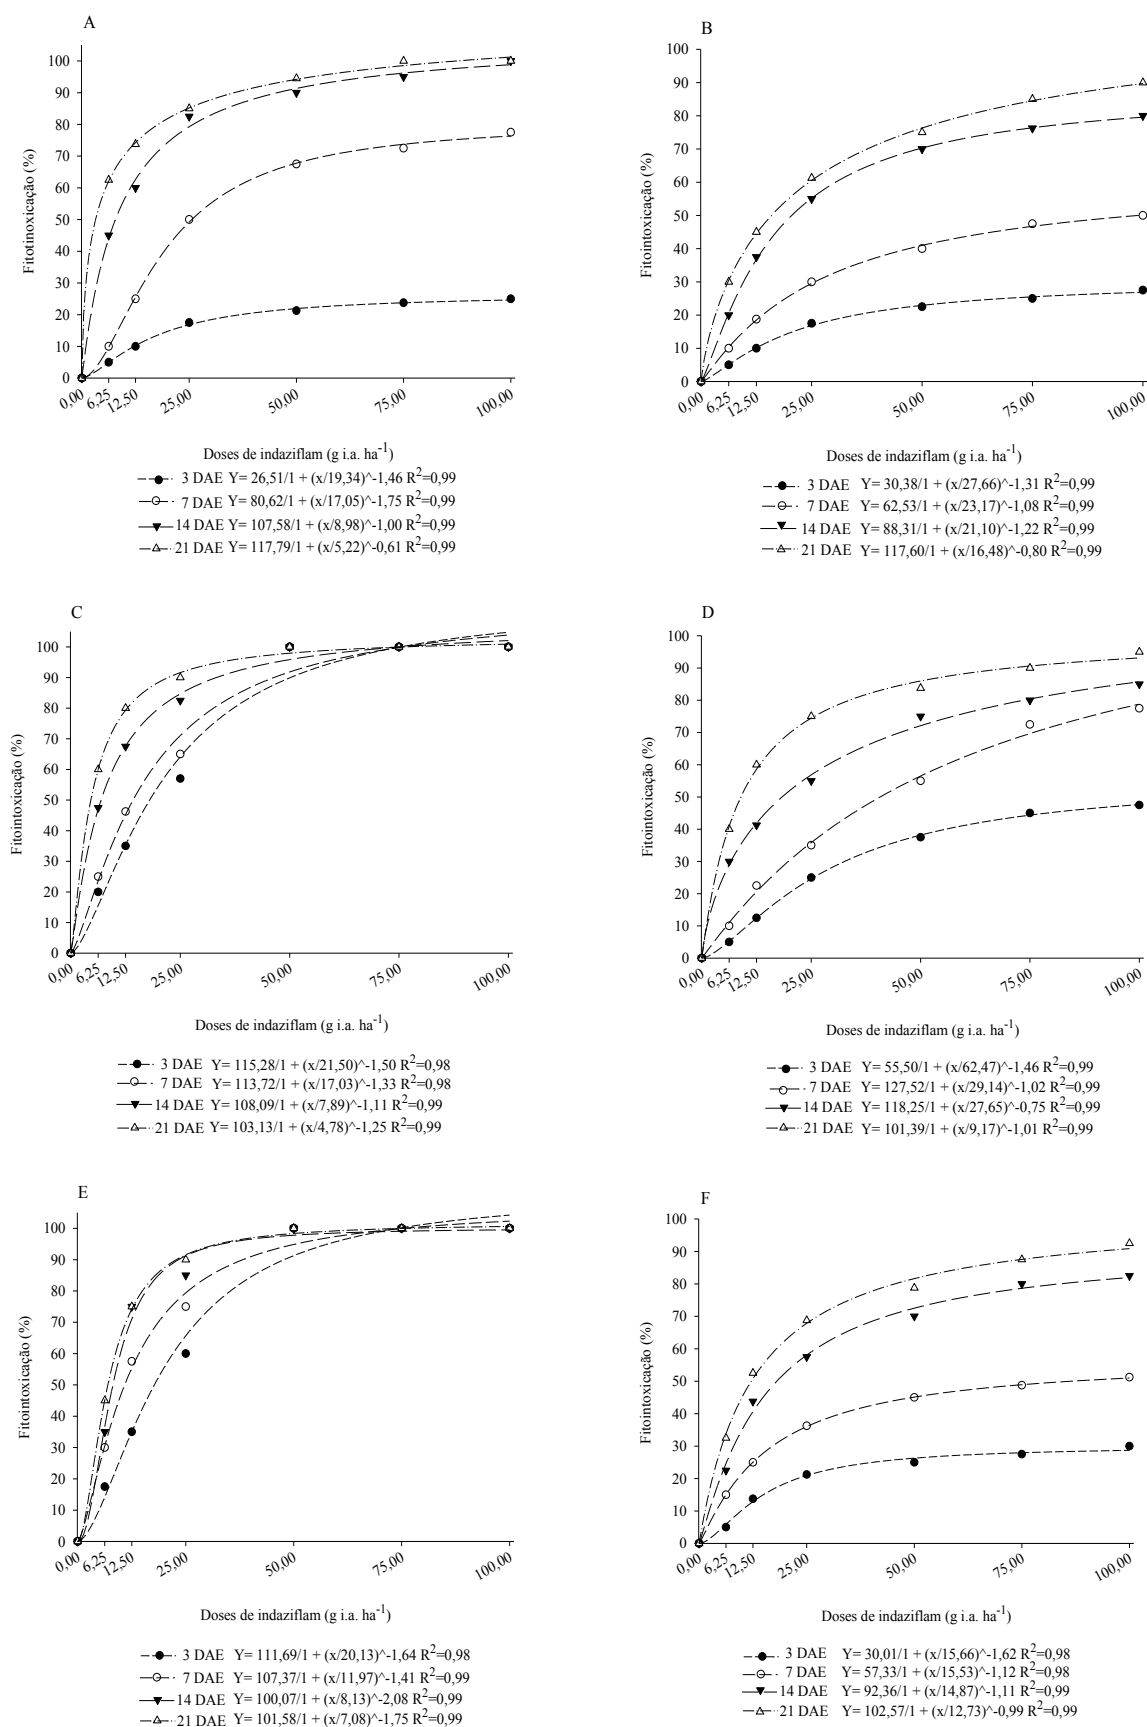 A
Fitotinoxicação (%)
100
90
80
70
60
50
40
30
20
10
0
0,00 6,25 12,50 25,00 50,00 75,00 100,00
Doses de indaziflam (g i.a. ha-1)
3 DAE Y= 26,51/1 + (x/19,34)^-1,46 R2=0,99
7 DAE Y= 80,62/1 + (x/17,05)^-1,75 R2=0,99
14 DAE Y= 107,58/1 + (x/8,98)^-1,00 R2=0,99
21 DAE Y= 117,79/1 + (x/5,22)^-0,61 R2=0,99
B
Fitointoxicação (%)
100
90
80
70
60
50
40
30
20
10
0
0,00 6,25 12,50 25,00 50,00 75,00 100,00
Doses de indaziflam (g i.a. ha-1)
3 DAE Y= 30,38/1 + (x/27,66)^-1,31 R2=0,99
7 DAE Y= 62,53/1 + (x/23,17)^-1,08 R2=0,99
14 DAE Y= 88,31/1 + (x/21,10)^-1,22 R2=0,99
21 DAE Y= 117,60/1 + (x/16,48)^-0,80 R2=0,99
C
Fitointoxicação (%)
100
90
80
70
60
50
40
30
20
10
0
0,00 6,25 12,50 25,00 50,00 75,00 100,00
Doses de indaziflam (g i.a. ha-1)
3 DAE Y= 115,28/1 + (x/21,50)^-1,50 R2=0,98
7 DAE Y= 113,72/1 + (x/17,03)^-1,33 R2=0,98
14 DAE Y= 108,09/1 + (x/7,89)^-1,11 R2=0,99
21 DAE Y= 103,13/1 + (x/4,78)^-1,25 R2=0,99
D
Fitointoxicação (%)
100
90
80
70
60
50
40
30
20
10
0
0,00 6,25 12,50 25,00 50,00 75,00 100,00
Doses de indaziflam (g i.a. ha-1)
3 DAE Y= 55,50/1 + (x/62,47)^-1,46 R2=0,99
7 DAE Y= 127,52/1 + (x/29,14)^-1,02 R2=0,99
14 DAE Y= 118,25/1 + (x/27,65)^-0,75 R2=0,99
21 DAE Y= 101,39/1 + (x/9,17)^-1,01 R2=0,99
E
Fitointoxicação (%)
100
90
80
70
60
50
40
30
20
10
0
0,00 6,25 12,50 25,00 50,00 75,00 100,00
Doses de indaziflam (g i.a. ha-1)
3 DAE Y= 111,69/1 + (x/20,13)^-1,64 R2=0,98
7 DAE Y= 107,37/1 + (x/11,97)^-1,41 R2=0,99
14 DAE Y= 100,07/1 + (x/8,13)^-2,08 R2=0,99
21 DAE Y= 101,58/1 + (x/7,08)^-1,75 R2=0,99
F
Fitointoxicação (%)
100
90
80
70
60
50
40
30
20
10
0
0,00 6,25 12,50 25,00 50,00 75,00 100,00
Doses de indaziflam (g i.a. ha-1)
3 DAE Y= 30,01/1 + (x/15,66)^-1,62 R2=0,98
7 DAE Y= 57,33/1 + (x/15,53)^-1,12 R2=0,98
14 DAE Y= 92,36/1 + (x/14,87)^-1,11 R2=0,99
21 DAE Y= 102,57/1 + (x/12,73)^-0,99 R2=0,99